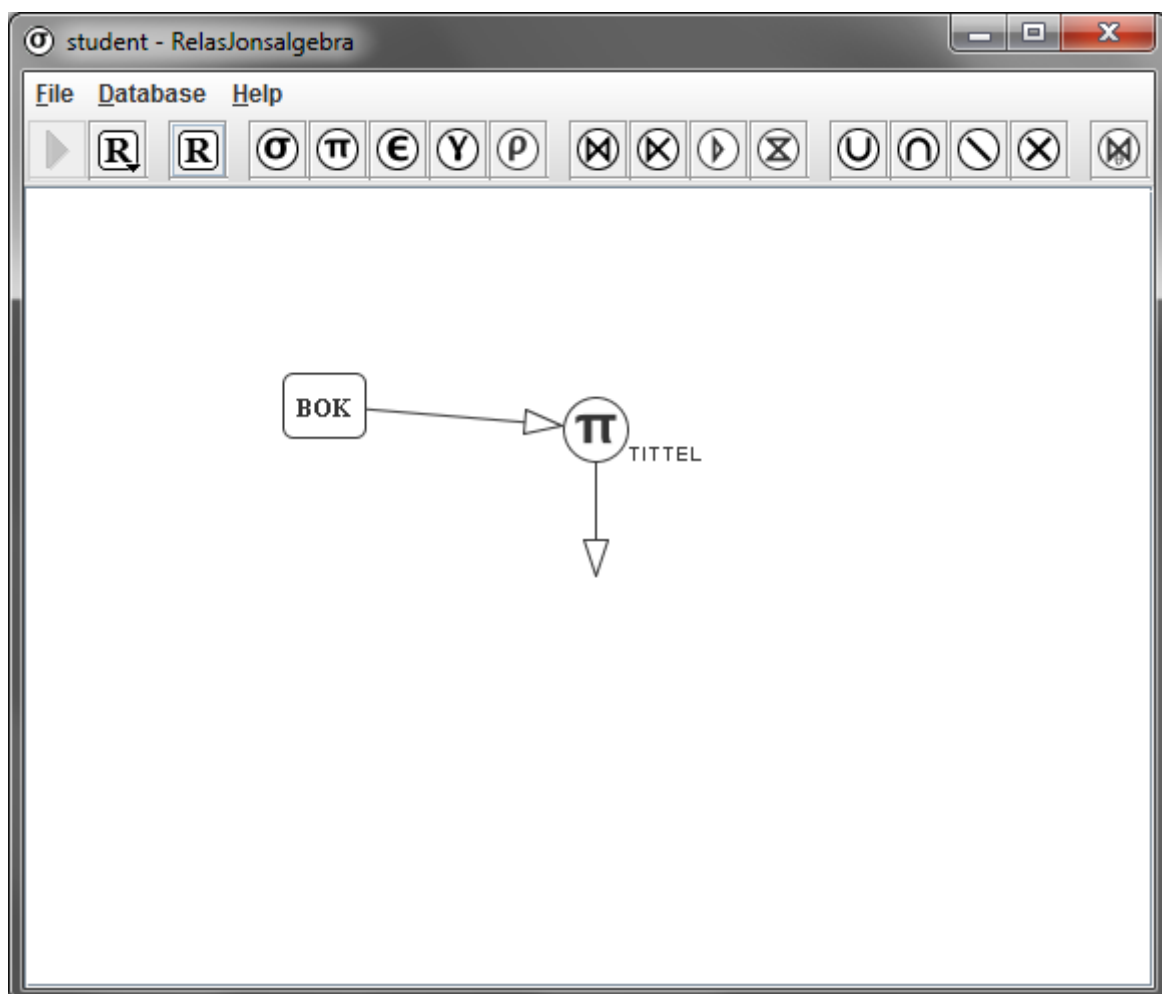 σ student - RelasJonsalgebra
File Database Help
R R σ π ϵ γ ρ ⋈ ⋉ ▷ ⧖ ∪ ∩ \ × ⋈
BOK
π TITTEL